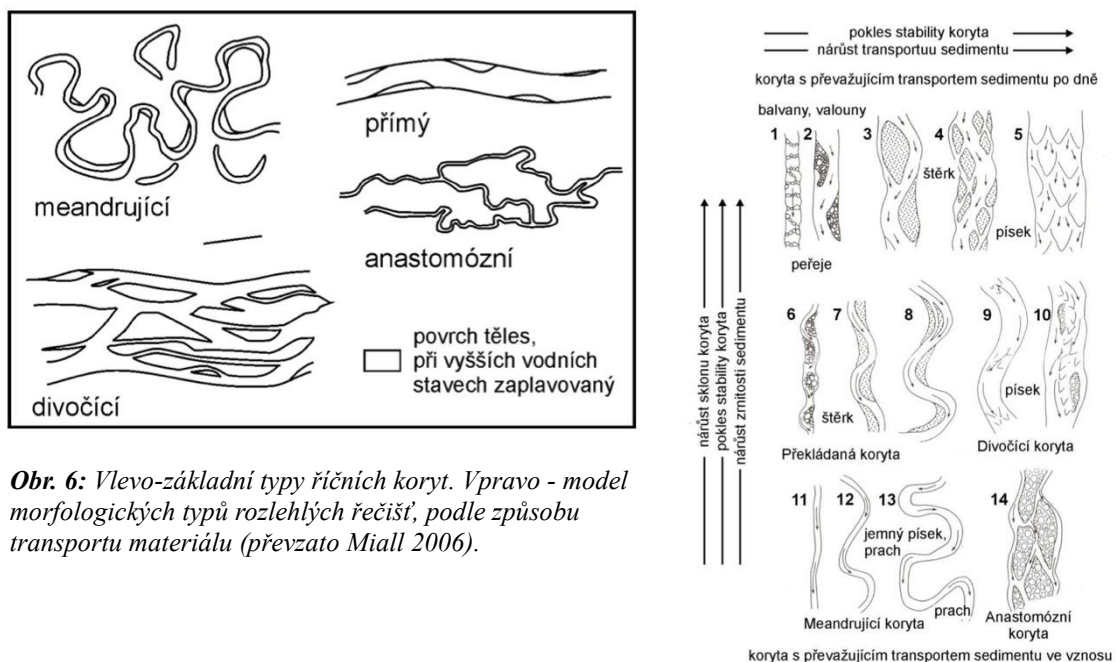 meandrující
přímý
anastomózní
divočící
povrch těles,
při vyšších vodních
stavech zaplavovaný
Obr. 6: Vlevo-základní typy říčních koryt. Vpravo - model
morfologických typů rozlehlých řečišť, podle způsobu
transportu materiálu (převzato Miall 2006).
pokles stability koryta
nárůst transportuu sedimentu
koryta s převažujícím transportem sedimentu po dně
balvany, valouny
1 2 3 4 5
štěrk
písek
peřeje
nárůst sklonu koryta
pokles stability koryta
nárůst zrnitosti sedimentu
6 7 8 9 10
štěrk
písek
Překládaná koryta
Divočící koryta
11 12 13 14
jemný písek,
prach
prach
Meandrující koryta
Anastomózní
koryta
koryta s převažujícím transportem sedimentu ve vznosu